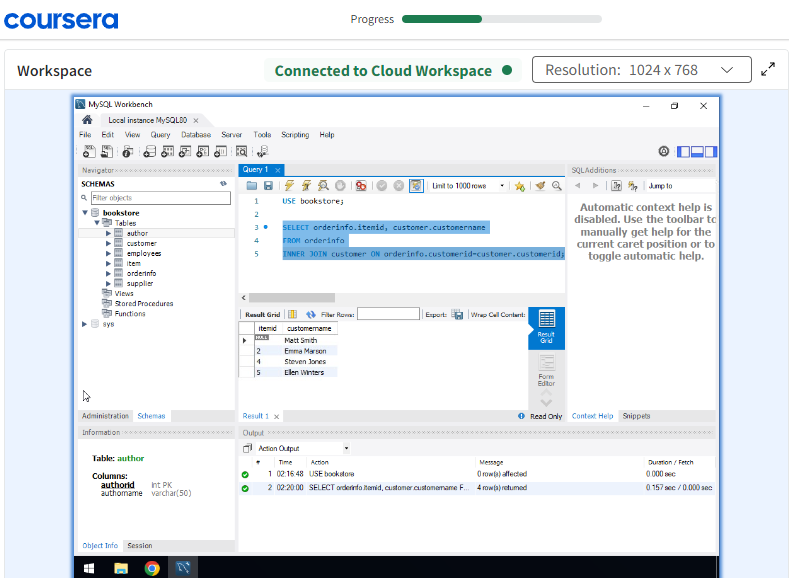 coursera
Progress
Workspace
Connected to Cloud Workspace
Resolution: 1024 x 768
MySQL Workbench
Local instance MySQL80 ×
File Edit View Query Database Server Tools Scripting Help
Navigator
SCHEMAS
Filter objects
bookstore
Tables
author
customer
employees
item
orderinfo
supplier
Views
Stored Procedures
Functions
sys
Administration Schemas
Information
Table: author
Columns:
authorid int PK
authorname varchar(50)
Object Info Session
Query 1 ×
Limit to 1000 rows
1 USE bookstore;
2
3 SELECT orderinfo.itemid, customer.customername
4 FROM orderinfo
5 INNER JOIN customer ON orderinfo.customerid=customer.customerid;
Result Grid Filter Rows: Export: Wrap Cell Content:
itemid customername
NULL Matt Smith
2 Emma Marson
4 Steven Jones
5 Ellen Winters
Result Grid
Form Editor
Result 1 ×
Read Only
SQLAdditions
Jump to
Automatic context help is
disabled. Use the toolbar to
manually get help for the
current caret position or to
toggle automatic help.
Context Help Snippets
Output
Action Output
# Time Action Message Duration / Fetch
1 02:16:48 USE bookstore 0 row(s) affected 0.000 sec
2 02:20:00 SELECT orderinfo.itemid, customer.customername F... 4 row(s) returned 0.157 sec / 0.000 sec